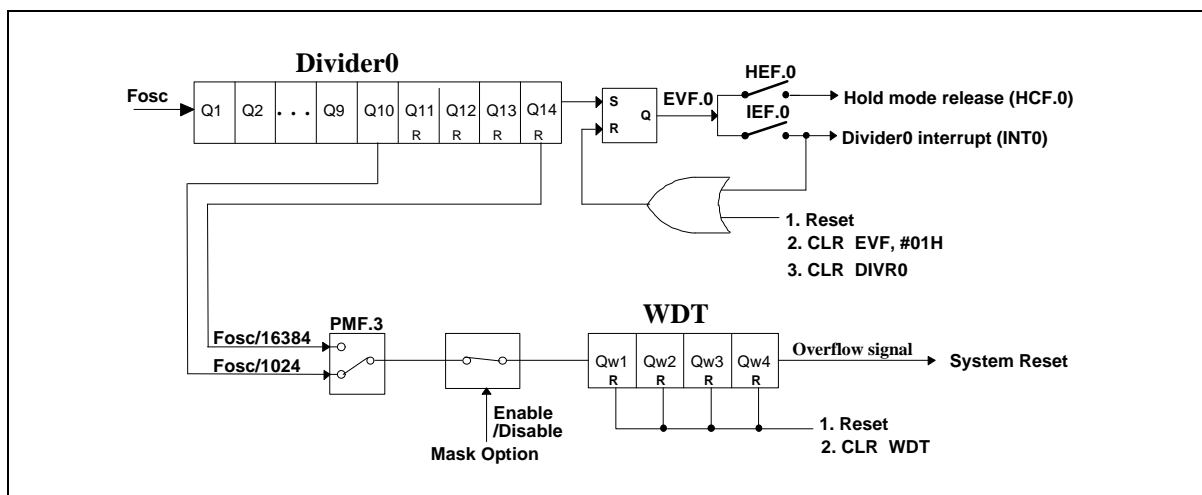 Divider0
Fosc
Q1 Q2 . . . Q9 Q10 Q11 Q12 Q13 Q14
R R R R
S
R
Q
EVF.0
HEF.0
IEF.0
Hold mode release (HCF.0)
Divider0 interrupt (INT0)
1. Reset
2. CLR EVF, #01H
3. CLR DIVR0
Fosc/16384
Fosc/1024
PMF.3
Enable
/Disable
Mask Option
WDT
Qw1 Qw2 Qw3 Qw4
R R R R
Overflow signal
System Reset
1. Reset
2. CLR WDT